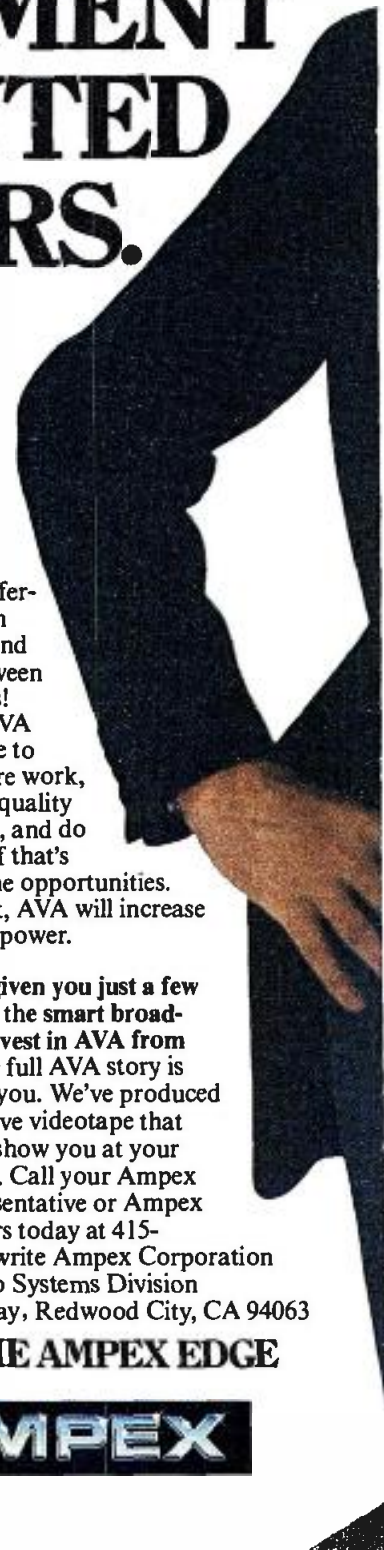 MENT
TED
RS.
fer-
n
nd
ween
s!
VA
e to
re work,
quality
, and do
f that's
ne opportunities.
t, AVA will increase
power.
given you just a few
the smart broad-
vest in AVA from
full AVA story is
you. We've produced
ve videotape that
show you at your
. Call your Ampex
sentative or Ampex
rs today at 415-
write Ampex Corporation
o Systems Division
ay, Redwood City, CA 94063
E AMPEX EDGE
MPEX